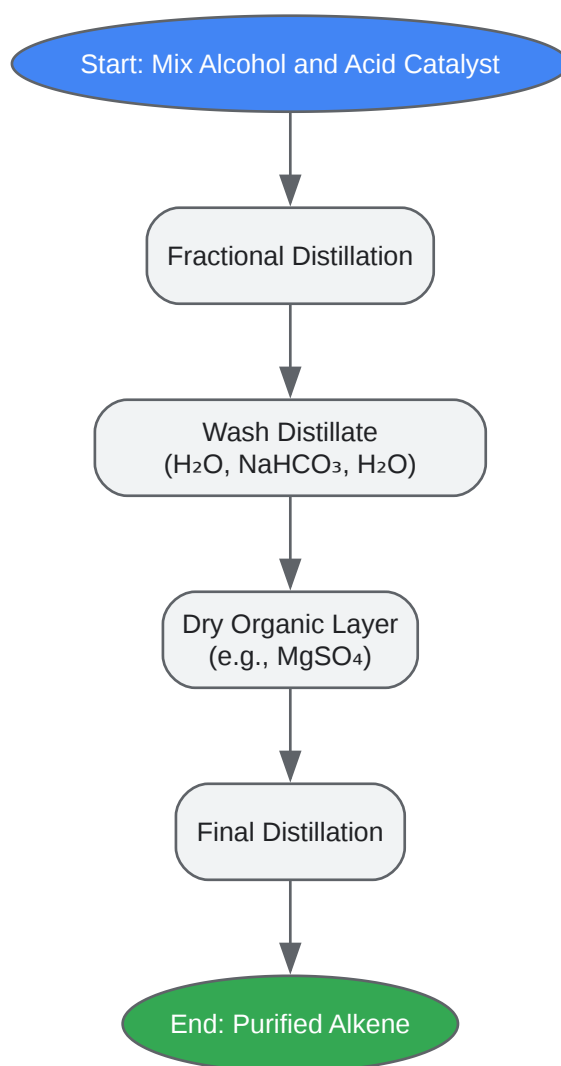 Start: Mix Alcohol and Acid Catalyst
Fractional Distillation
Wash Distillate
(H₂O, NaHCO₃, H₂O)
Dry Organic Layer
(e.g., MgSO₄)
Final Distillation
End: Purified Alkene